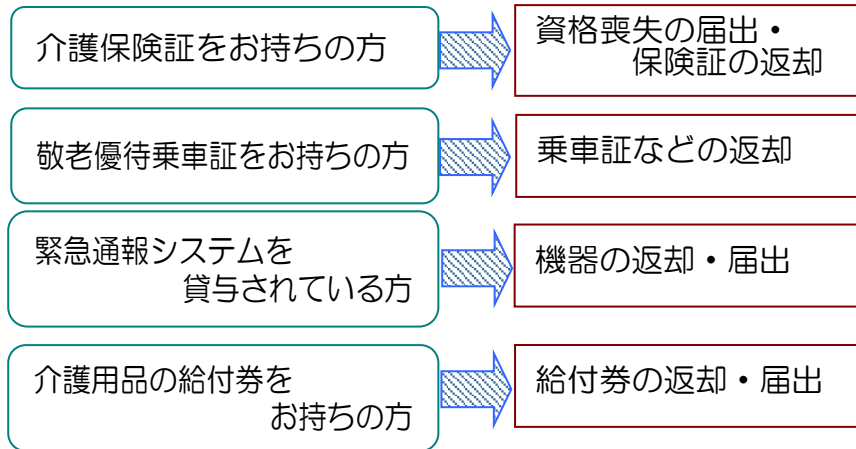 介護保険証をお持ちの方
資格喪失の届出・
保険証の返却
敬老優待乗車証をお持ちの方
乗車証などの返却
緊急通報システムを
貸与されている方
機器の返却・届出
介護用品の給付券を
お持ちの方
給付券の返却・届出